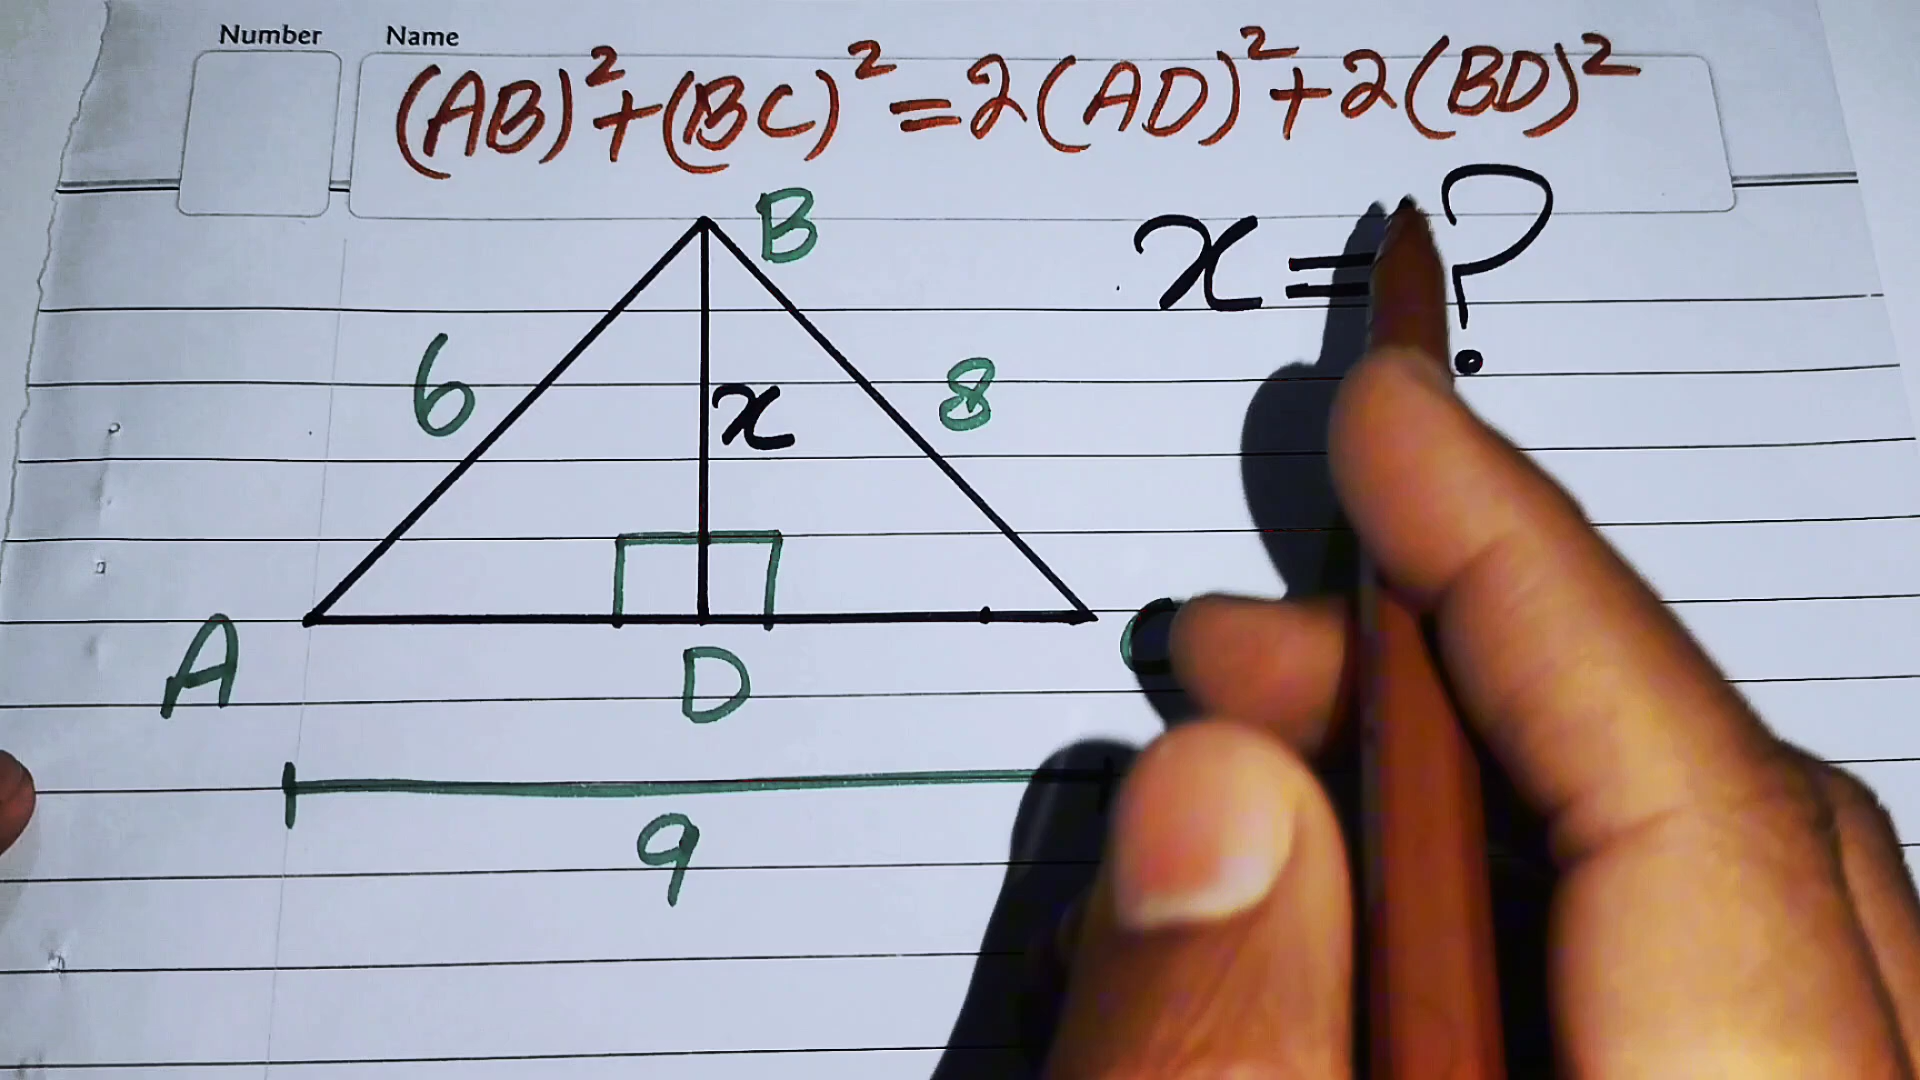 Number Name
(AB)²+(BC)²=2(AD)²+2(BD)²
B
x=?
6
x
8
A
D
9